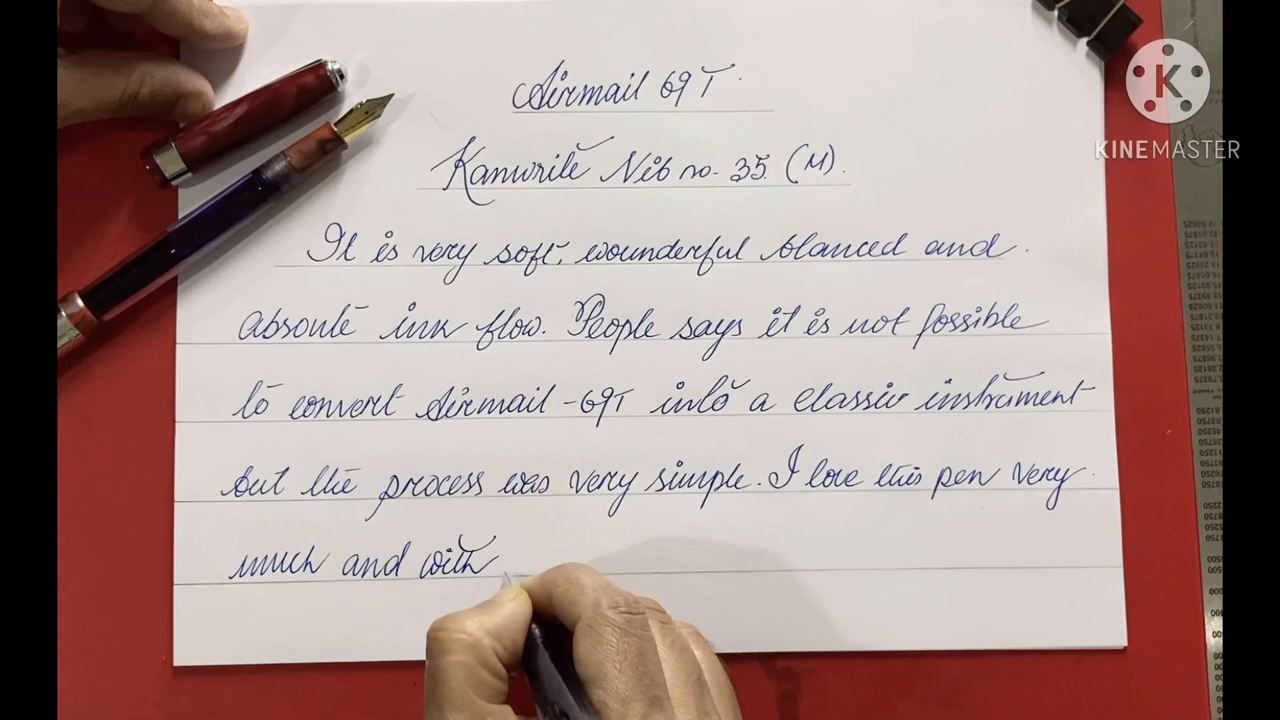 Airmail 69T.
Kanwrite Nib no. 35. (M).
It is very soft, wounderful blanced and.
absoulte ink flow. People says it is not possible
to convert Airmail-69T into a classic instrument
but the process was very simple. I love this pen very.
much and with
K
KINEMASTER